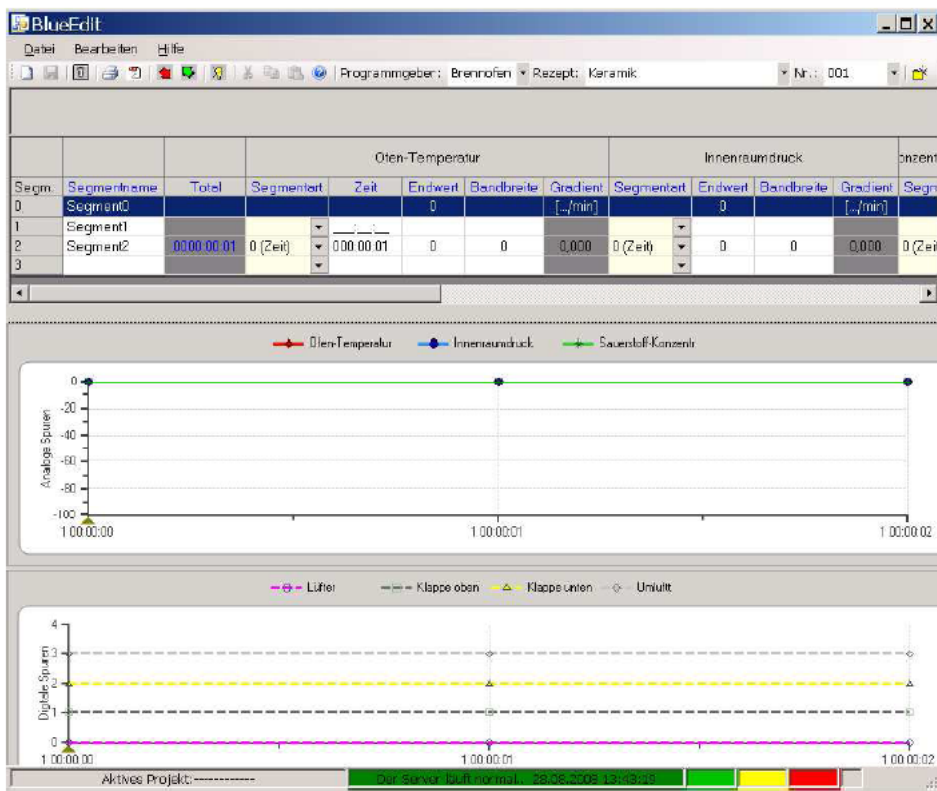 BlueEdit
Datei Bearbeiten Hilfe
Programmgeber: Brennofen Rezept: Keramik Nr.: 001
Ofen-Temperatur Innenraumdruck onzent
Segm. Segmentname Total Segmentart Zeit Endwert Bandbreite Gradient Segmentart Endwert Bandbreite Gradient Segm
0 Segment0 0 [.../min] 0 [.../min]
1 Segment1 __:__:__
2 Segment2 0000:00:01 0 (Zeit) 000:00:01 0 0 0,000 0 (Zeit) 0 0 0,000 0 (Zeit
3
Ofen-Temperatur Innenraumdruck Sauerstoff-Konzentr
Analoge Spuren
0
-20
-40
-60
-80
-100
1 00:00:00 1 00:00:01 1 00:00:02
Lüfter Klappe oben Klappe unten Umluft
Digitale Spuren
4
3
2
1
0
1 00:00:00 1 00:00:01 1 00:00:02
Aktives Projekt:------------ Der Server läuft normal.. 28.08.2008 13:43:19